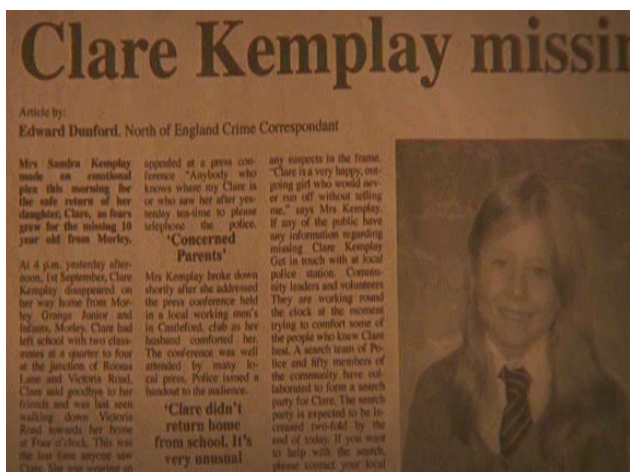 Clare Kemplay missin
Article by:
Edward Dunford, North of England Crime Correspondant
Mrs Sandra Kemplay
made an emotional
plea this morning for
the safe return of her
daughter, Clare, as fears
grew for the missing 10
year old from Morley.
At 4 p.m. yesterday after-
noon, 1st September, Clare
Kemplay disappeared on
her way home from Mor-
ley Grange Junior and
Infants, Morley. Clare had
left school with two class-
mates at a quarter to four
at the junction of Rooms
Lane and Victoria Road,
Clare said goodbye to her
friends and was last seen
walking down Victoria
Road towards her home
at Four o'clock. This was
the last time anyone saw
Clare. She was wearing an
appealed at a press con-
ference "Anybody who
knows where my Clare is
or who saw her after yes-
terday tea-time to please
telephone the police.
'Concerned
Parents'
Mrs Kemplay broke down
shortly after she addressed
the press conference held
in a local working men's
in Castleford. club as her
husband comforted her.
The conference was well
attended by many lo-
cal press. Police issued a
handout to the audience.
'Clare didn't
return home
from school. It's
very unusual
any suspects in the frame.
"Clare is a very happy, out-
going girl who would nev-
er run off without telling
me." says Mrs Kemplay.
If any of the public have
any information regarding
missing Clare Kemplay
Get in touch with at local
police station. Commu-
nity leaders and volunteers
They are working round
the clock at the moment
trying to comfort some of
the people who knew Clare
best. A search team of Po-
lice and fifty members of
the community have col-
laborated to form a search
party for Clare. The search
party is expected to be in-
creased two-fold by the
end of today. If you want
to help with the search,
please contact your local